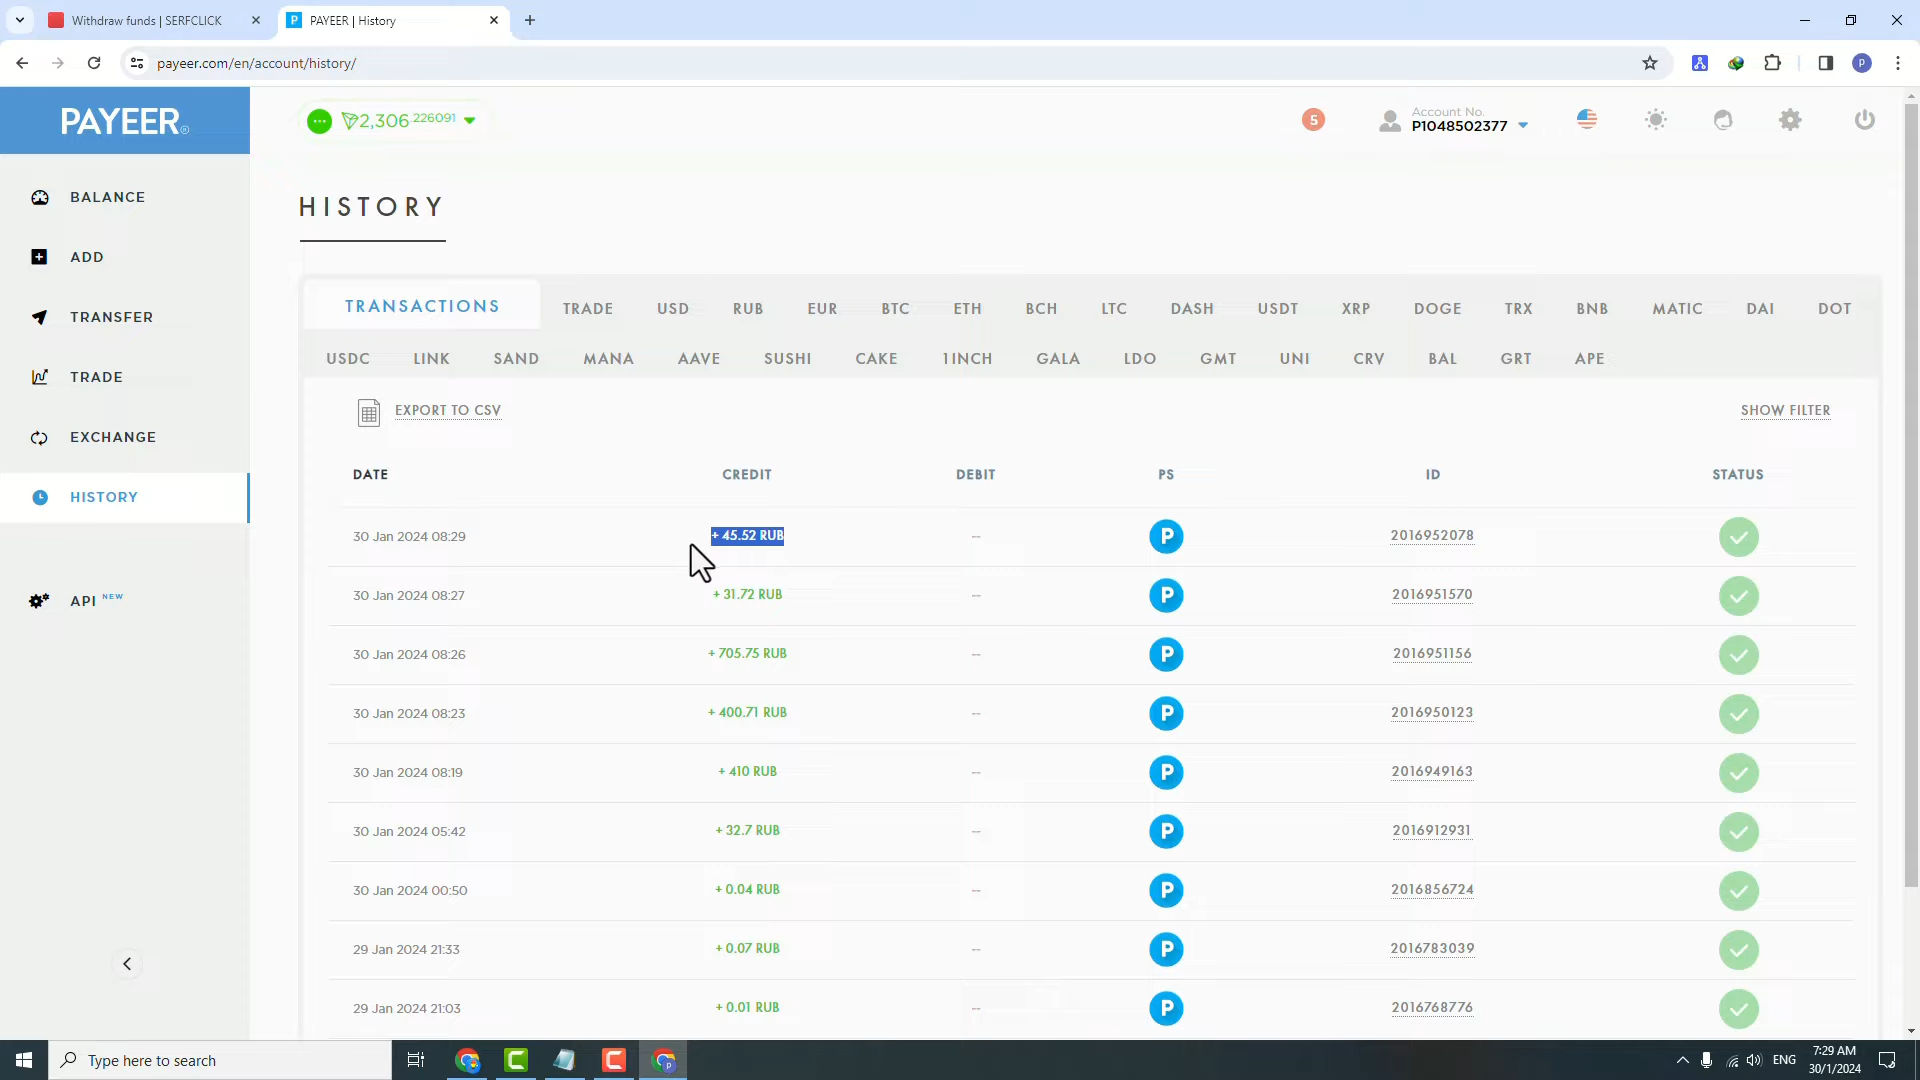 Withdraw funds | SERFCLICK
P PAYEER | History
payeer.com/en/account/history/
P
PAYEER®
2,306.226091
5
Account No.
P1048502377
BALANCE
ADD
TRANSFER
TRADE
EXCHANGE
HISTORY
API NEW
HISTORY
TRANSACTIONS TRADE USD RUB EUR BTC ETH BCH LTC DASH USDT XRP DOGE TRX BNB MATIC DAI DOT
USDC LINK SAND MANA AAVE SUSHI CAKE 1INCH GALA LDO GMT UNI CRV BAL GRT APE
EXPORT TO CSV SHOW FILTER
DATE CREDIT DEBIT PS ID STATUS
30 Jan 2024 08:29 + 45.52 RUB -- P 2016952078
30 Jan 2024 08:27 + 31.72 RUB -- P 2016951570
30 Jan 2024 08:26 + 705.75 RUB -- P 2016951156
30 Jan 2024 08:23 + 400.71 RUB -- P 2016950123
30 Jan 2024 08:19 + 410 RUB -- P 2016949163
30 Jan 2024 05:42 + 32.7 RUB -- P 2016912931
30 Jan 2024 00:50 + 0.04 RUB -- P 2016856724
29 Jan 2024 21:33 + 0.07 RUB -- P 2016783039
29 Jan 2024 21:03 + 0.01 RUB -- P 2016768776
Type here to search
ENG
7:29 AM
30/1/2024